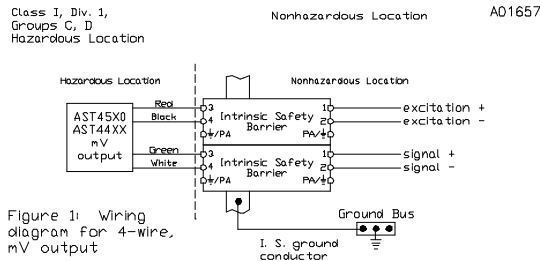 Class I, Div. 1,
Groups C, D
Hazardous Location
Nonhazardous Location
A01657
Hazardous Location
Nonhazardous Location
AST45X0
AST44XX
mV
output
Red
Black
Green
White
3
4
/PA
Intrinsic Safety
Barrier
1
2
PA/
excitation +
excitation -
3
4
/PA
Intrinsic Safety
Barrier
1
2
PA/
signal +
signal -
Figure 1: Wiring
diagram for 4-wire,
mV output
Ground Bus
I. S. ground
conductor